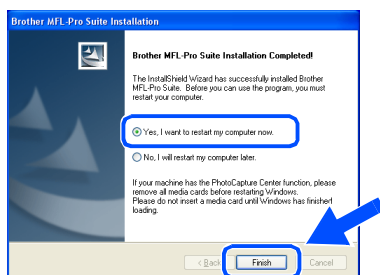 Brother MFL-Pro Suite Installation
Brother MFL-Pro Suite Installation Completed!
The InstallShield Wizard has successfully installed Brother
MFL-Pro Suite. Before you can use the program, you must
restart your computer.
Yes, I want to restart my computer now.
No, I will restart my computer later.
If your machine has the PhotoCapture Center function, please
remove all media cards before restarting Windows.
Please do not insert a media card until Windows has finished
loading.
< Back Finish Cancel